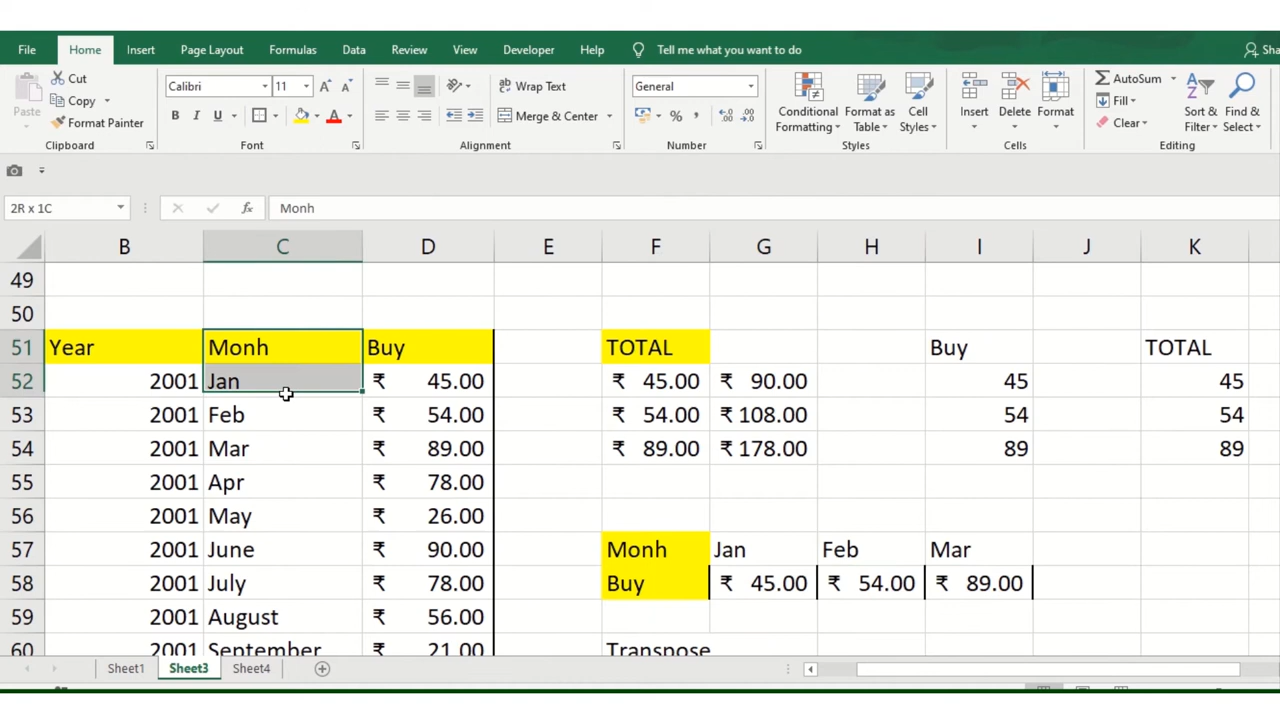 File Home Insert Page Layout Formulas Data Review View Developer Help Tell me what you want to do
Cut
Copy
Format Painter
Paste
Clipboard
Calibri 11
B I U
Font
Wrap Text
Merge & Center
Alignment
General
%
Number
Conditional Formatting
Format as Table
Cell Styles
Styles
Insert Delete Format
Cells
AutoSum
Fill
Clear
Sort & Filter
Find & Select
Editing
2R x 1C fx Monh
B C D E F G H I J K
49
50
51 Year Monh Buy TOTAL Buy TOTAL
52 2001 Jan ₹ 45.00 ₹ 45.00 ₹ 90.00 45 45
53 2001 Feb ₹ 54.00 ₹ 54.00 ₹ 108.00 54 54
54 2001 Mar ₹ 89.00 ₹ 89.00 ₹ 178.00 89 89
55 2001 Apr ₹ 78.00
56 2001 May ₹ 26.00
57 2001 June ₹ 90.00 Monh Jan Feb Mar
58 2001 July ₹ 78.00 Buy ₹ 45.00 ₹ 54.00 ₹ 89.00
59 2001 August ₹ 56.00
60 2001 September ₹ 21.00 Transpose
Sheet1 Sheet3 Sheet4